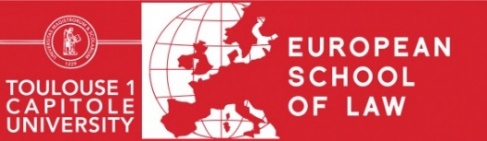 TOULOUSE 1
CAPITOLE
UNIVERSITY
EUROPEAN
SCHOOL
OF LAW